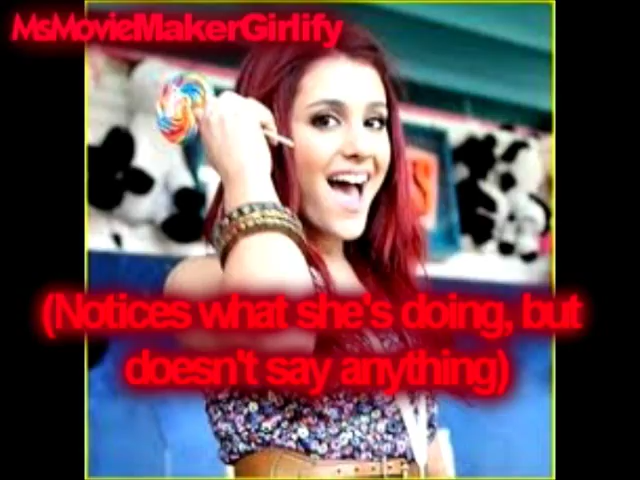 MsMovieMakerGirlify
(Notices what she's doing, but
doesn't say anything)